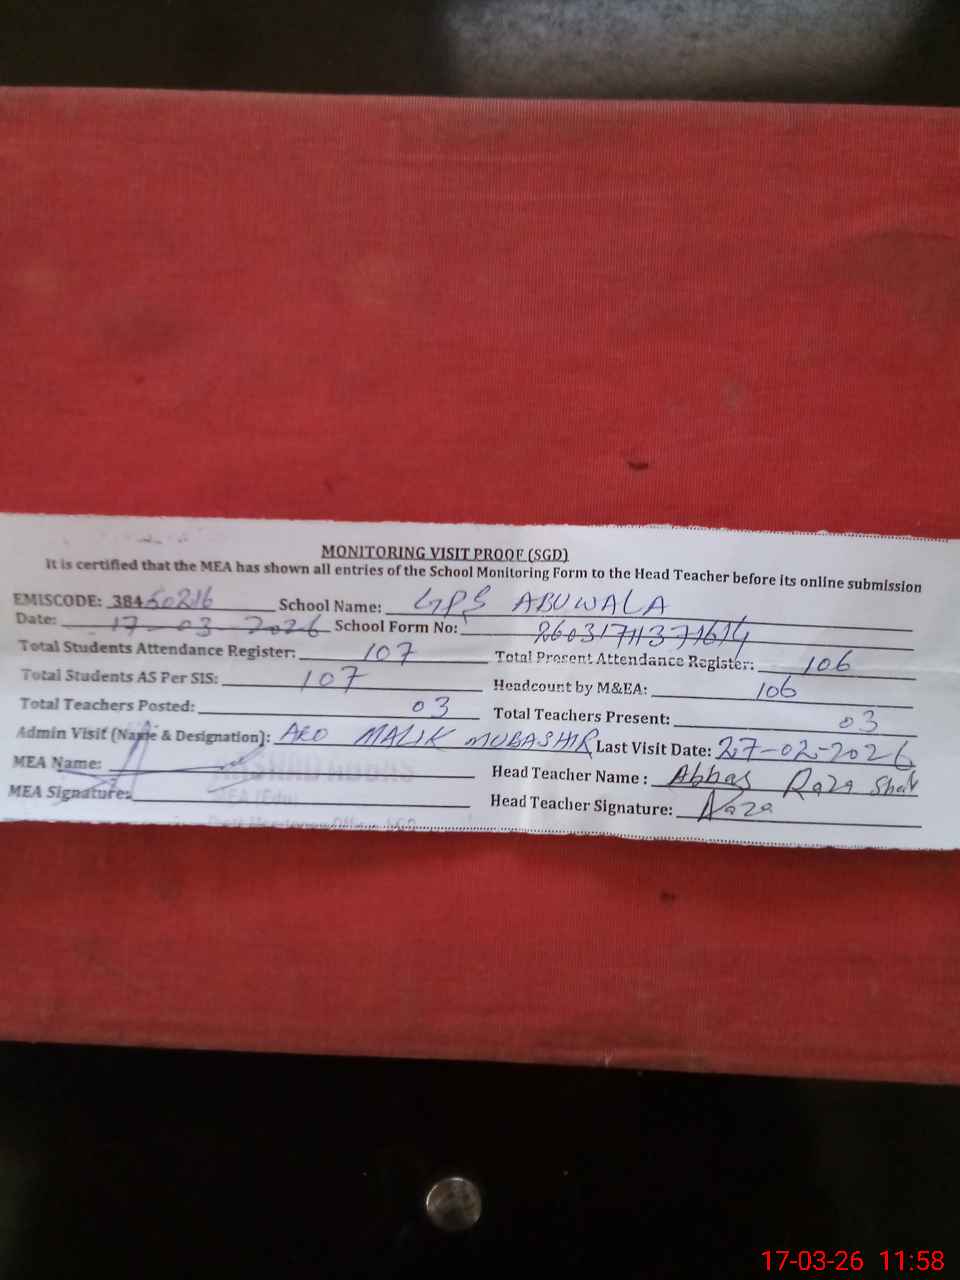 MONITORING VISIT PROOF (SGD)
It is certified that the MEA has shown all entries of the School Monitoring Form to the Head Teacher before its online submission
EMISCODE: 38450216 School Name: GPS ABUWALA
Date: 17-03-2026 School Form No:
Total Students Attendance Register: 107 Total Present Attendance Register: 106
Total Students AS Per SIS: 107 Headcount by M&EA: 106
Total Teachers Posted: 03 Total Teachers Present: 03
Admin Visit (Name & Designation): AEO MALIK MUBASHIR Last Visit Date: 27-02-2026
MEA Name: Head Teacher Name: Abbas Raza Shah
MEA Signature: Head Teacher Signature: Raza
MEA (Edu)
17-03-26 11:58